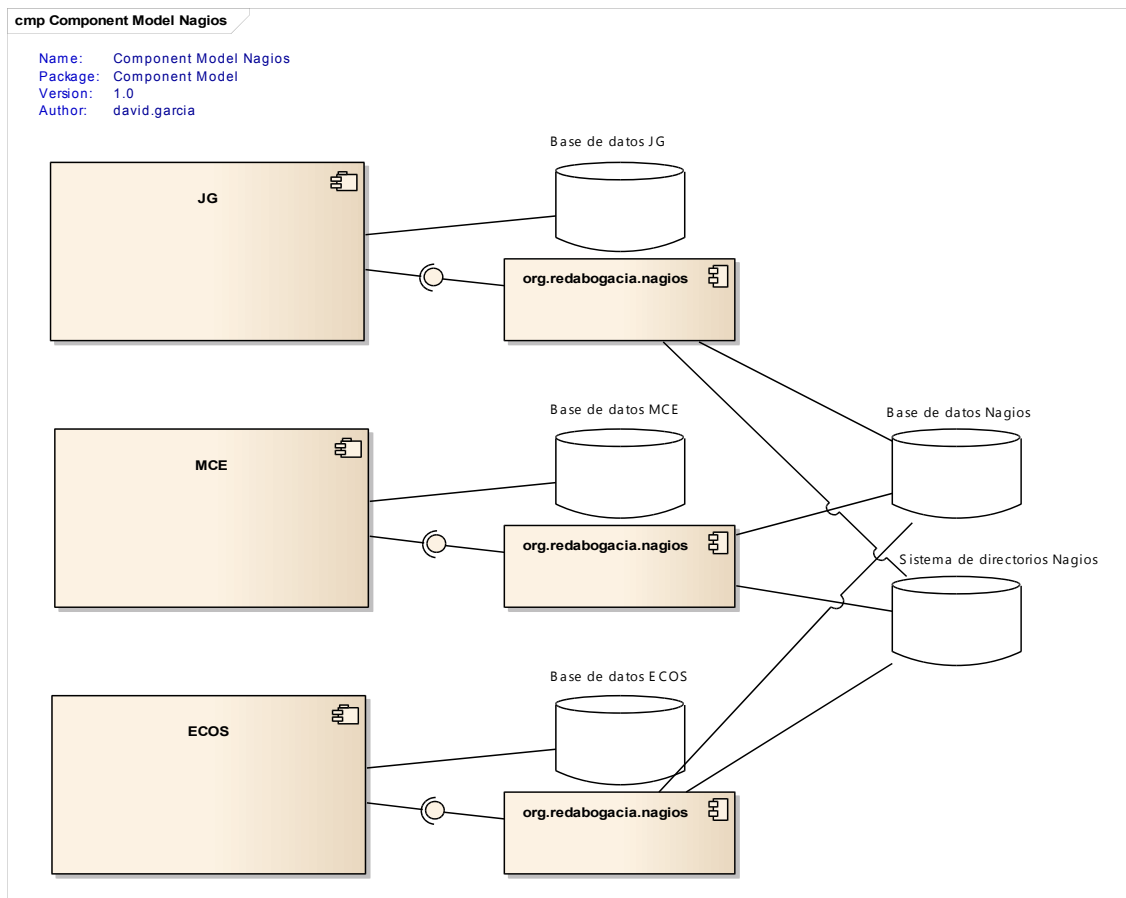 cmp Component Model Nagios
Name: Component Model Nagios
Package: Component Model
Version: 1.0
Author: david.garcia
Base de datos JG
JG
org.redabogacia.nagios
Base de datos MCE
Base de datos Nagios
MCE
org.redabogacia.nagios
Sistema de directorios Nagios
Base de datos ECOS
ECOS
org.redabogacia.nagios